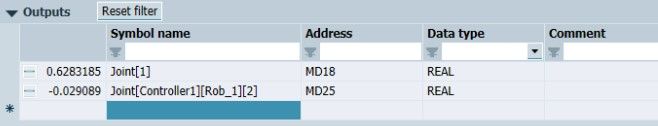 Outputs Reset filter
Symbol name Address Data type Comment
0.6283185 Joint[1] MD18 REAL
-0.029089 Joint[Controller1][Rob_1][2] MD25 REAL
*